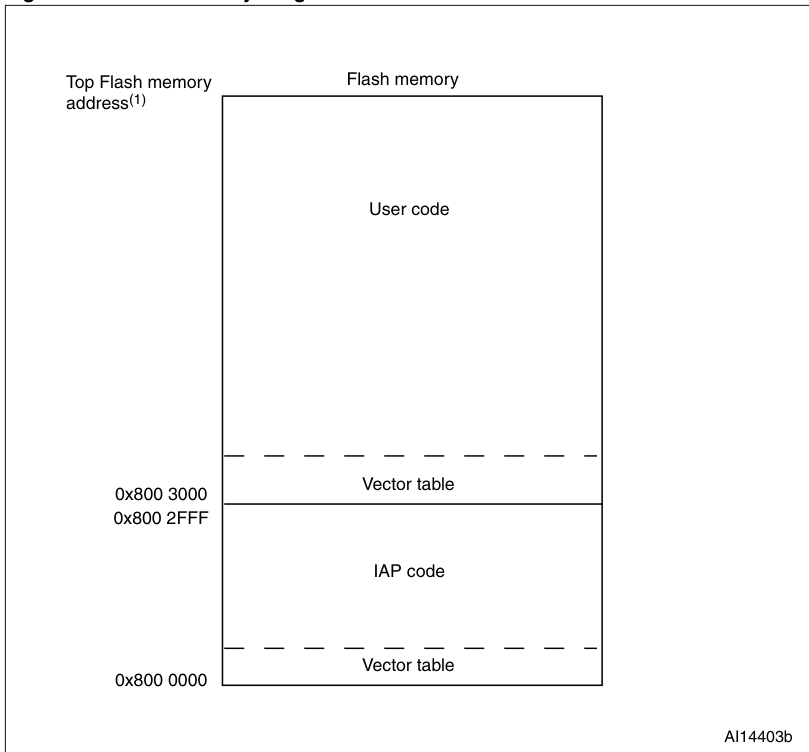 Top Flash memory
address(1)
Flash memory
User code
Vector table
0x800 3000
0x800 2FFF
IAP code
Vector table
0x800 0000
AI14403b